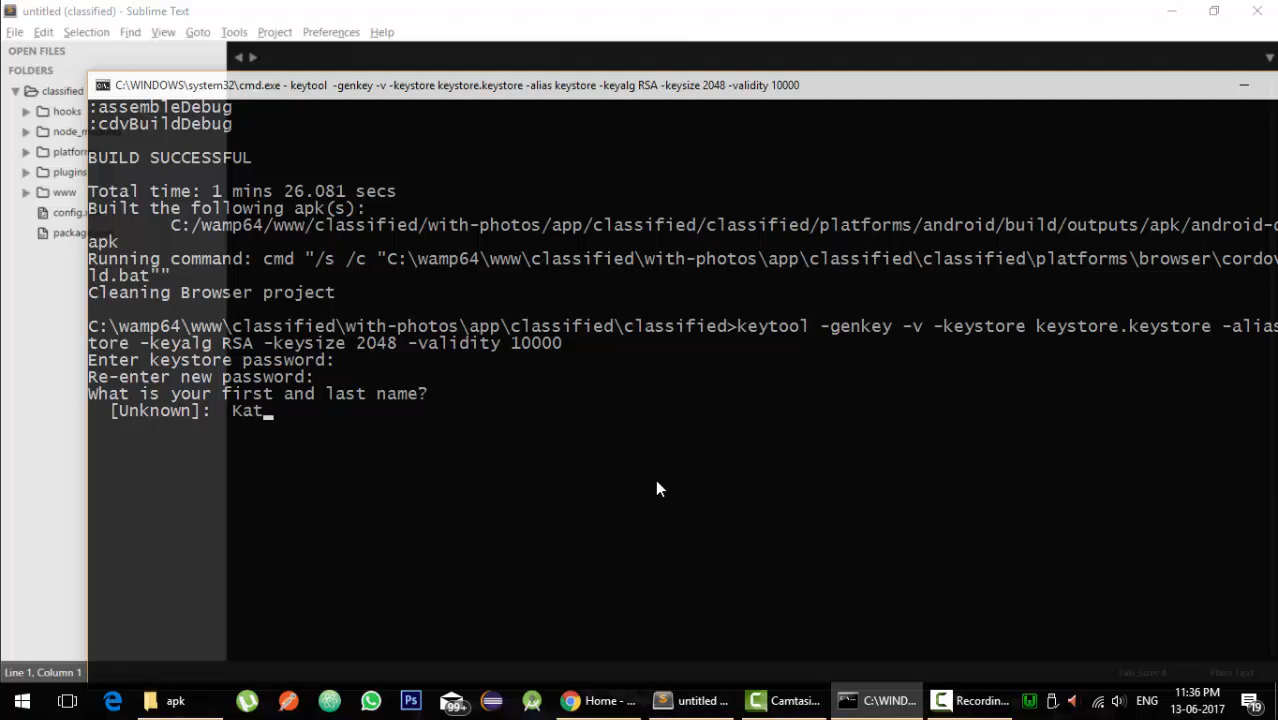 untitled (classified) - Sublime Text
File Edit Selection Find View Goto Tools Project Preferences Help
OPEN FILES
FOLDERS
classified
hooks
plugins
www
C:\WINDOWS\system32\cmd.exe - keytool -genkey -v -keystore keystore.keystore -alias keystore -keyalg RSA -keysize 2048 -validity 10000
:assembleDebug
:cdvBuildDebug
BUILD SUCCESSFUL
Total time: 1 mins 26.081 secs
Built the following apk(s):
C:/wamp64/www/classified/with-photos/app/classified/classified/platforms/android/build/outputs/apk/android-d
apk
Running command: cmd "/s /c "C:\wamp64\www\classified\with-photos\app\classified\classified\platforms\browser\cordov
ld.bat""
Cleaning Browser project
C:\wamp64\www\classified\with-photos\app\classified\classified>keytool -genkey -v -keystore keystore.keystore -alias
tore -keyalg RSA -keysize 2048 -validity 10000
Enter keystore password:
Re-enter new password:
What is your first and last name?
[Unknown]: Kat_
Line 1, Column 1 Tab Size: 4 Plain Text
apk 99+ Home - ... untitled ... Camtasi... C:\WIND... Recordin... ENG 11:36 PM
13-06-2017 19